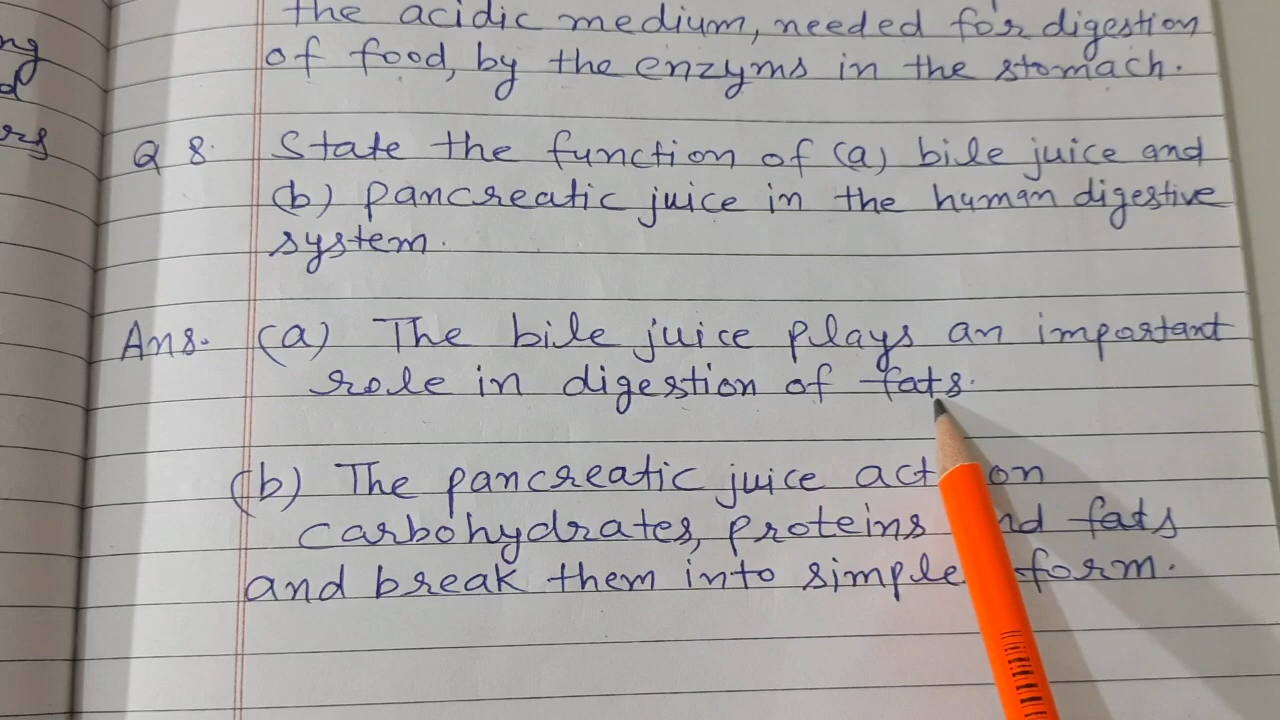 the acidic medium, needed for digestion
of food, by the enzyms in the stomach.
Q 8. State the function of (a) bile juice and
(b) pancreatic juice in the human digestive
system.
Ans. (a) The bile juice plays an important
role in digestion of fats.
(b) The pancreatic juice act on
carbohydrates, proteins fats
and break them into simple form.